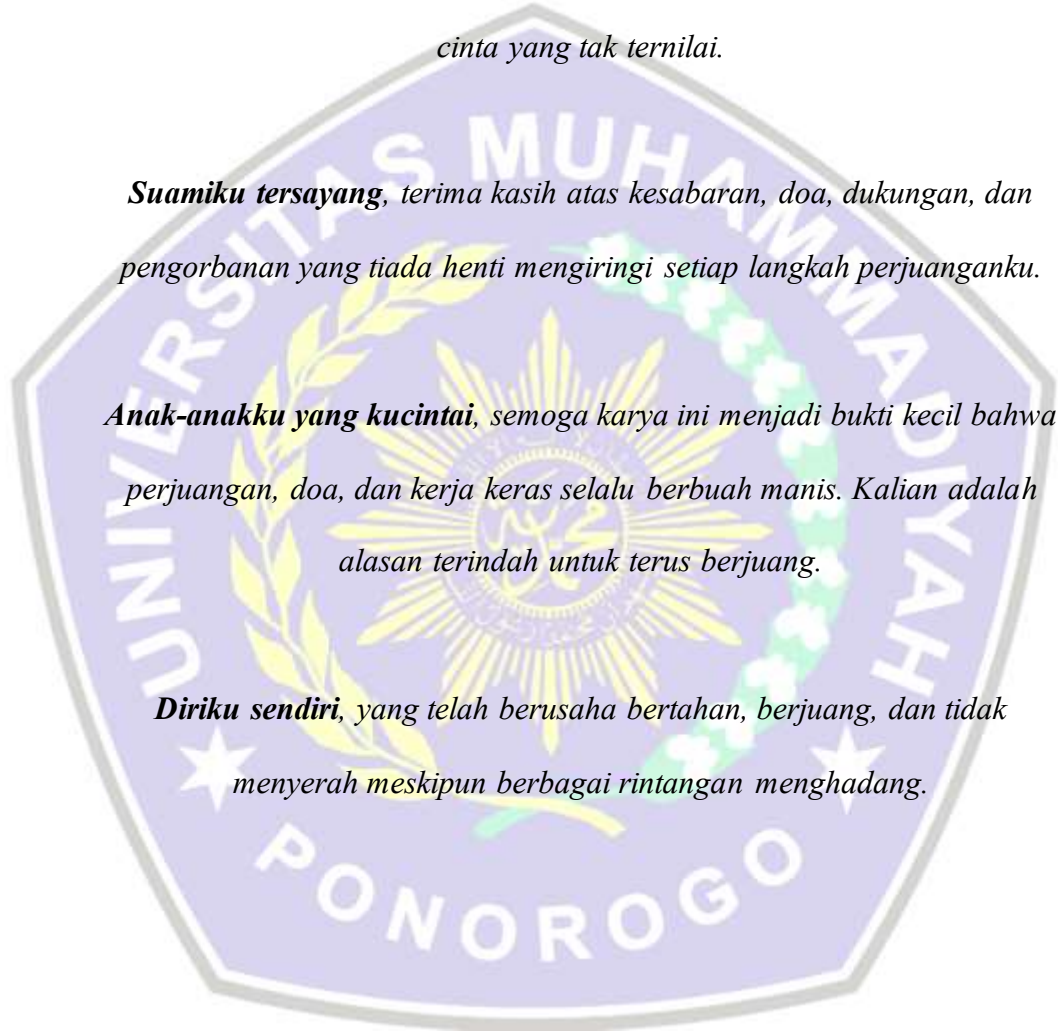 cinta yang tak ternilai.
UNIVERSITAS MUHAMMADIYAH
Suamiku tersayang, terima kasih atas kesabaran, doa, dukungan, dan
pengorbanan yang tiada henti mengiringi setiap langkah perjuanganku.
Anak-anakku yang kucintai, semoga karya ini menjadi bukti kecil bahwa
perjuangan, doa, dan kerja keras selalu berbuah manis. Kalian adalah
alasan terindah untuk terus berjuang.
Diriku sendiri, yang telah berusaha bertahan, berjuang, dan tidak
menyerah meskipun berbagai rintangan menghadang.
PONOROGO